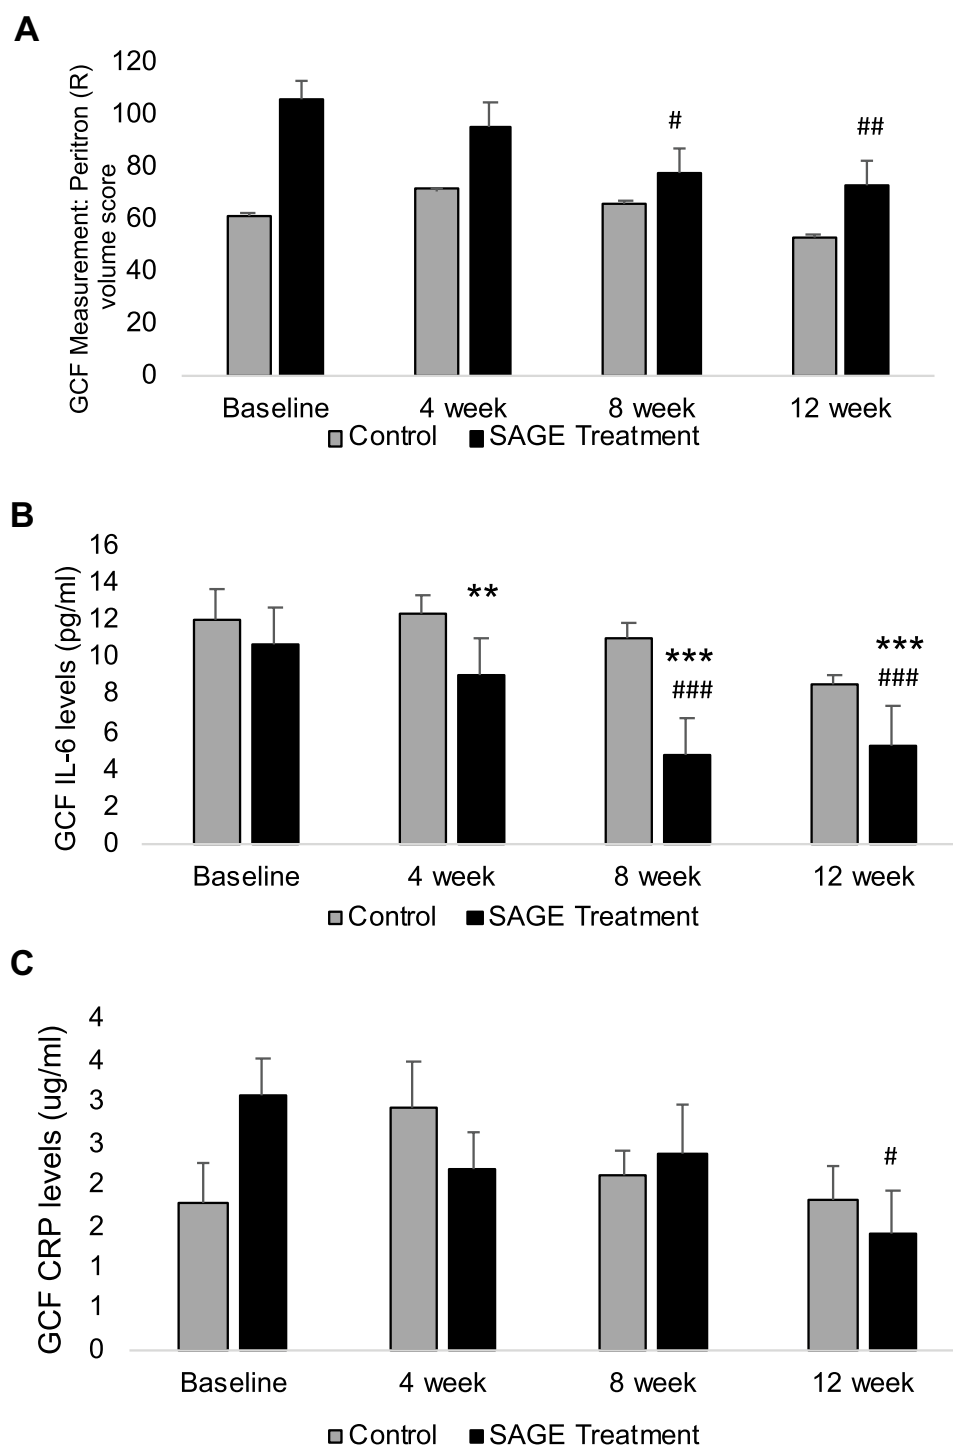 A
GCF Measurement: Peritron (R)
volume score
120
100
80
60
40
20
0
#
##
Baseline
4 week
8 week
12 week
Control
SAGE Treatment
B
GCF IL-6 levels (pg/ml)
16
14
12
10
8
6
4
2
0
**
***
###
***
###
Baseline
4 week
8 week
12 week
Control
SAGE Treatment
C
GCF CRP levels (ug/ml)
4
4
3
3
2
2
1
1
0
#
Baseline
4 week
8 week
12 week
Control
SAGE Treatment